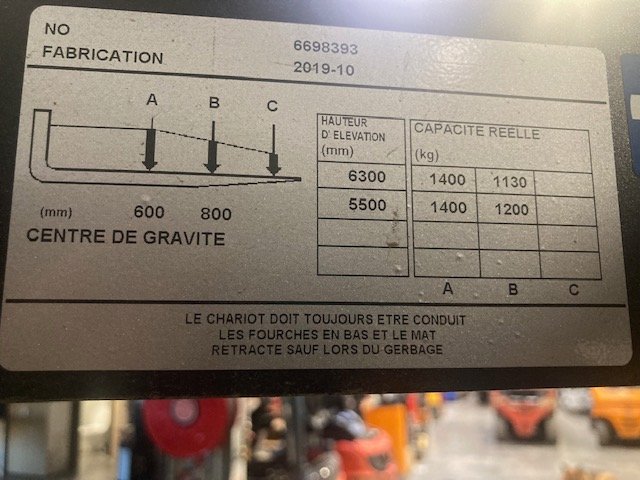 NO 6698393
FABRICATION 2019-10
A B C
(mm) 600 800
CENTRE DE GRAVITE
HAUTEUR
D'ELEVATION
(mm)
CAPACITE REELLE
(kg)
6300 1400 1130
5500 1400 1200
A B C
LE CHARIOT DOIT TOUJOURS ETRE CONDUIT
LES FOURCHES EN BAS ET LE MAT
RETRACTE SAUF LORS DU GERBAGE